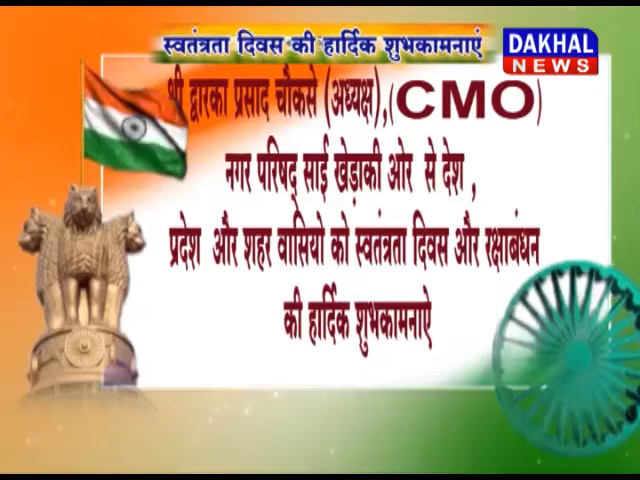 स्वतंत्रता दिवस की हार्दिक शुभकामनाएं
DAKHAL
NEWS
श्री द्वारका प्रसाद चौकसे (अध्यक्ष),(CMO)
नगर परिषद् साई खेड़ाकी ओर से देश ,
प्रदेश और शहर वासियो को स्वतंत्रता दिवस और रक्षाबंधन
की हार्दिक शुभकामनाऐ